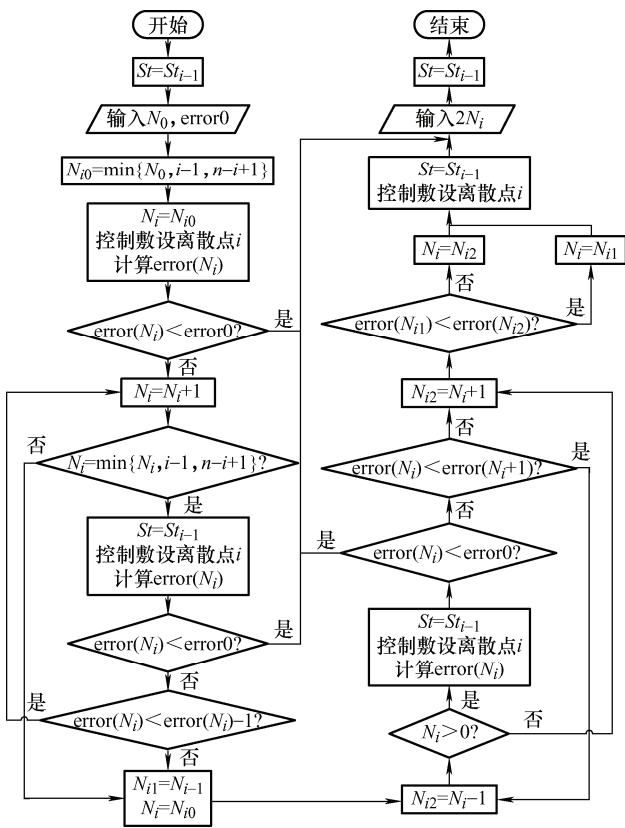 开始
St=St_{i-1}
输入N_0, error0
N_{i0}=min{N_0, i-1, n-i+1}
N_i=N_{i0}
控制敷设离散点i
计算error(N_i)
error(N_i)<error0?
是
否
N_i=N_i+1
N_i=min{N_i, i-1, n-i+1}?
否
是
St=St_{i-1}
控制敷设离散点i
计算error(N_i)
error(N_i)<error0?
是
否
error(N_i)<error(N_i)-1?
是
否
N_{i1}=N_{i-1}
N_i=N_{i0}
N_{i2}=N_i-1
N_i>0?
否
是
St=St_{i-1}
控制敷设离散点i
计算error(N_i)
error(N_i)<error0?
是
否
error(N_i)<error(N_i+1)?
是
否
N_{i2}=N_i+1
error(N_{i1})<error(N_{i2})?
是
否
N_i=N_{i2}
N_i=N_{i1}
St=St_{i-1}
控制敷设离散点i
输入2N_i
St=St_{i-1}
结束